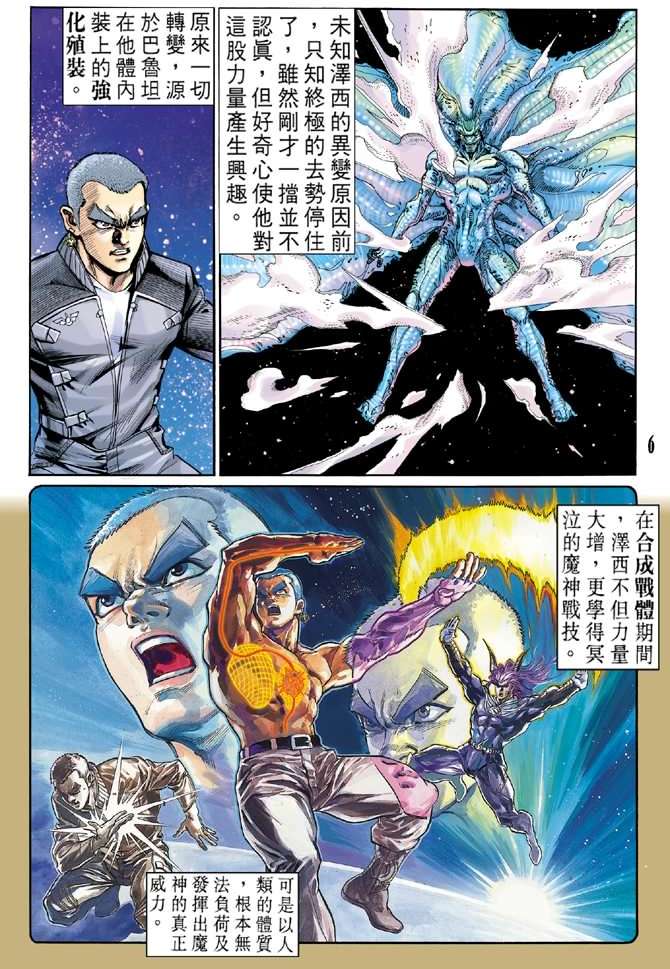 未知澤西的異變原因前
，只知終極的去勢停住
了，雖然剛才一擋並不
認眞，但好奇心使他對
這股力量產生興趣。
原來一切
轉變，源
於巴魯坦
在他體內
裝上的強
化殖裝。
6
在合成戰體期間
，澤西不但力量
大增，更學得冥
泣的魔神戰技。
可是以人
類的體質
，根本無
法負荷及
發揮出魔
神的真正
威力。